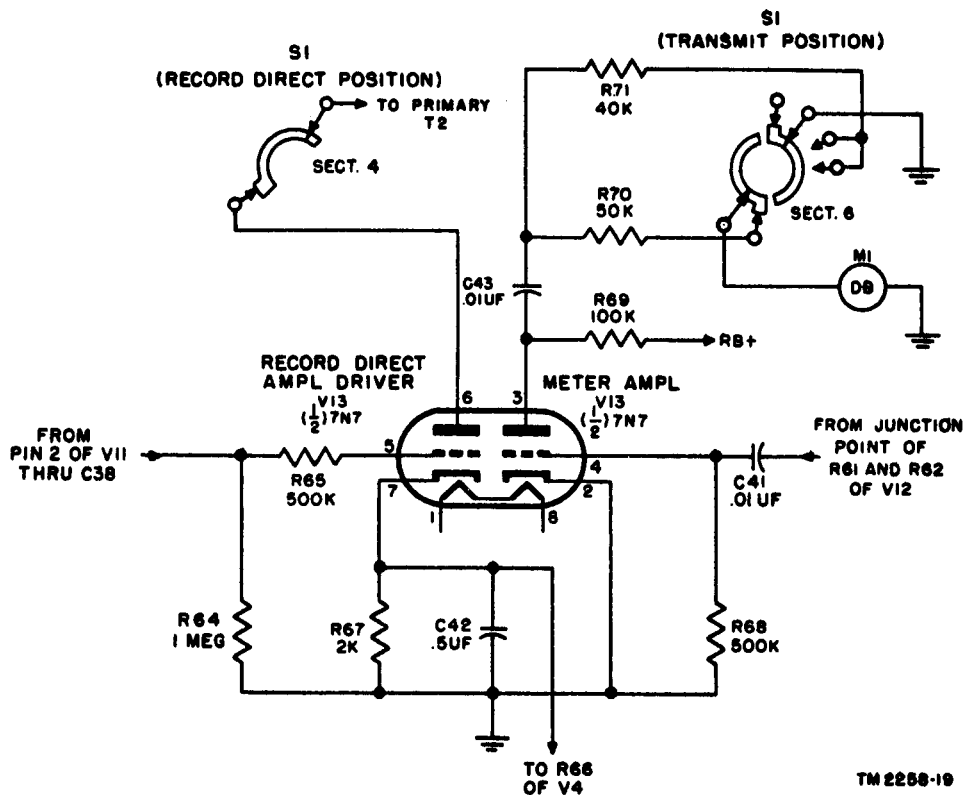 S1
(TRANSMIT POSITION)
S1
(RECORD DIRECT POSITION)
TO PRIMARY
T2
SECT. 4
R71
40K
R70
50K
SECT. 6
M1
DB
C43
.01UF
R69
100K
RB+
RECORD DIRECT
AMPL DRIVER
V13
(1/2)7N7
METER AMPL
V13
(1/2)7N7
6
3
FROM
PIN 2 OF V11
THRU C38
5
4
R65
500K
7
2
1
8
FROM JUNCTION
POINT OF
R61 AND R62
OF V12
C41
.01UF
R64
1 MEG
R67
2K
C42
.5UF
R68
500K
TO R66
OF V4
TM2258-19